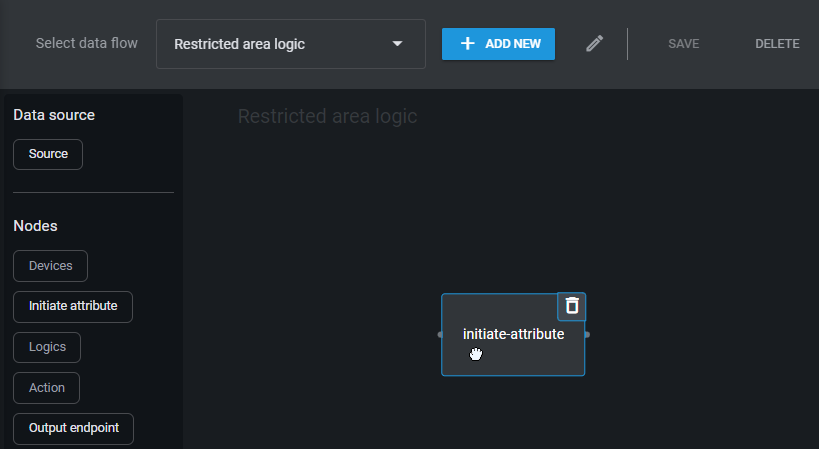 Select data flow
Restricted area logic
ADD NEW
SAVE
DELETE
Data source
Source
Nodes
Devices
Initiate attribute
Logics
Action
Output endpoint
Restricted area logic
initiate-attribute